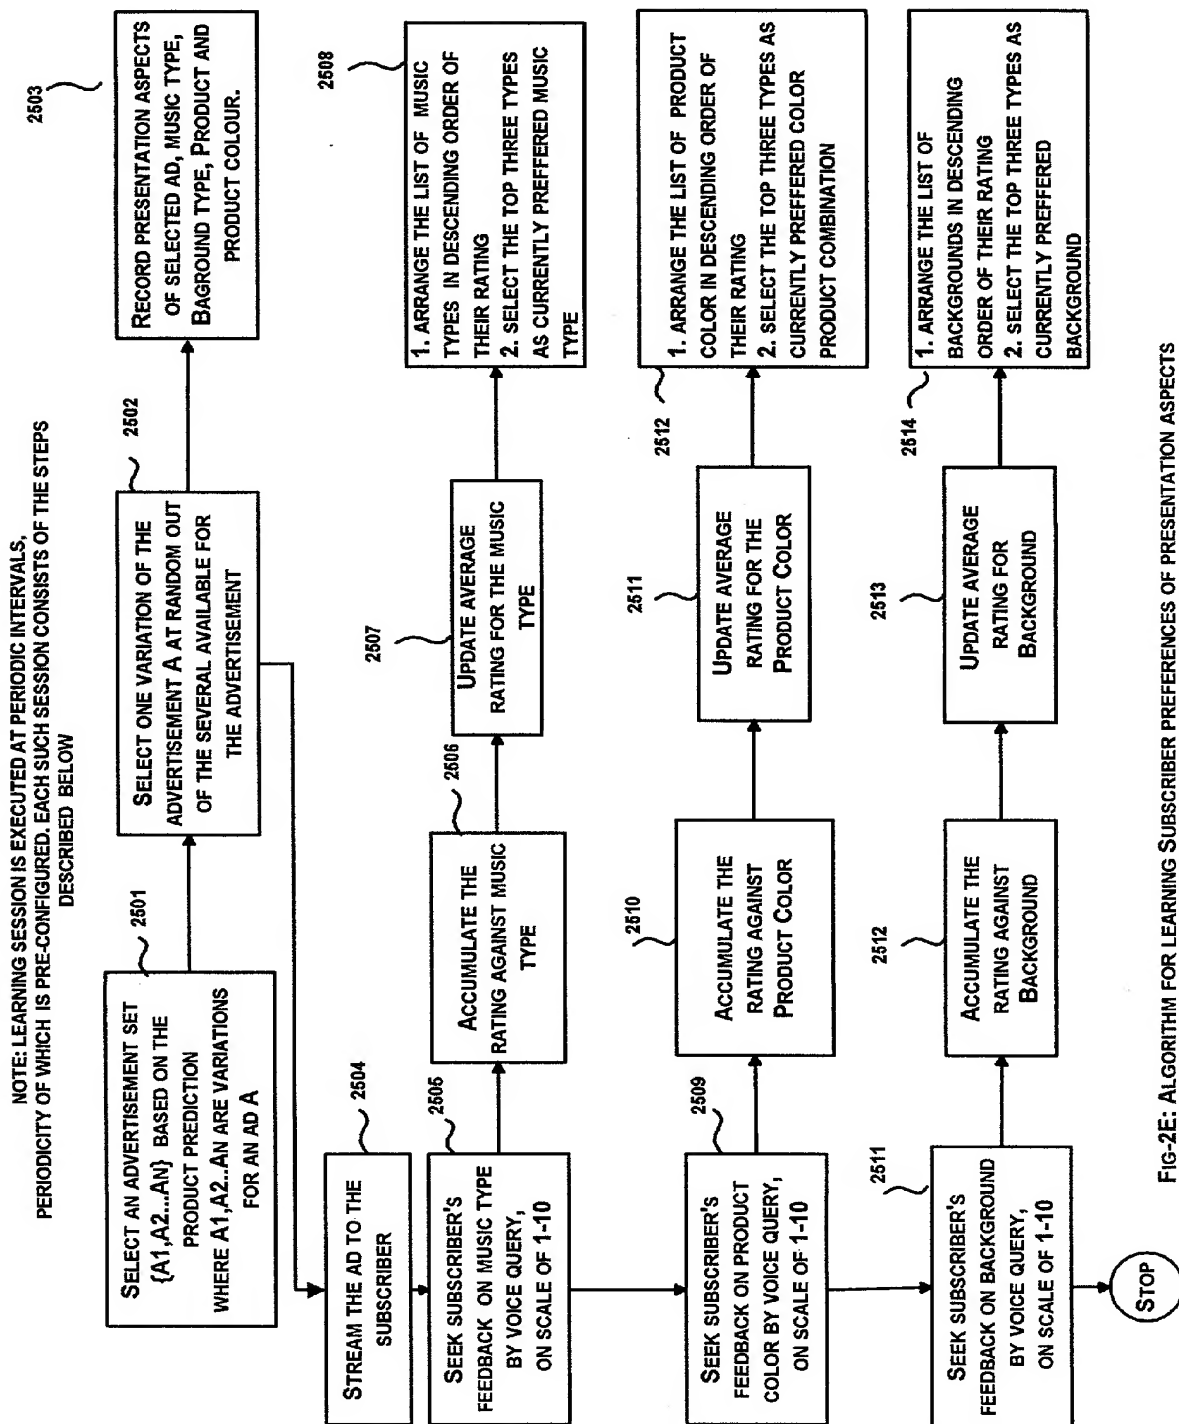 NOTE: LEARNING SESSION IS EXECUTED AT PERIODIC INTERVALS,
PERIODICITY OF WHICH IS PRE-CONFIGURED. EACH SUCH SESSION CONSISTS OF THE STEPS
DESCRIBED BELOW
2501
SELECT AN ADVERTISEMENT SET
{A1,A2...AN} BASED ON THE
PRODUCT PREDICTION
WHERE A1,A2..AN ARE VARIATIONS
FOR AN AD A
2502
SELECT ONE VARIATION OF THE
ADVERTISEMENT A AT RANDOM OUT
OF THE SEVERAL AVAILABLE FOR
THE ADVERTISEMENT
2503
RECORD PRESENTATION ASPECTS
OF SELECTED AD, MUSIC TYPE,
BAGROUND TYPE, PRODUCT AND
PRODUCT COLOUR.
2504
STREAM THE AD TO THE
SUBSCRIBER
2505
SEEK SUBSCRIBER'S
FEEDBACK ON MUSIC TYPE
BY VOICE QUERY,
ON SCALE OF 1-10
2506
ACCUMULATE THE
RATING AGAINST MUSIC
TYPE
2507
UPDATE AVERAGE
RATING FOR THE MUSIC
TYPE
2508
1. ARRANGE THE LIST OF MUSIC
TYPES IN DESCENDING ORDER OF
THEIR RATING
2. SELECT THE TOP THREE TYPES
AS CURRENTLY PREFFERED MUSIC
TYPE
2509
SEEK SUBSCRIBER'S
FEEDBACK ON PRODUCT
COLOR BY VOICE QUERY,
ON SCALE OF 1-10
2510
ACCUMULATE THE
RATING AGAINST
PRODUCT COLOR
2511
UPDATE AVERAGE
RATING FOR THE
PRODUCT COLOR
2512
1. ARRANGE THE LIST OF PRODUCT
COLOR IN DESCENDING ORDER OF
THEIR RATING
2. SELECT THE TOP THREE TYPES AS
CURRENTLY PREFFERED COLOR
PRODUCT COMBINATION
2511
SEEK SUBSCRIBER'S
FEEDBACK ON BACKGROUND
BY VOICE QUERY,
ON SCALE OF 1-10
2512
ACCUMULATE THE
RATING AGAINST
BACKGROUND
2513
UPDATE AVERAGE
RATING FOR
BACKGROUND
2514
1. ARRANGE THE LIST OF
BACKGROUNDS IN DESCENDING
ORDER OF THEIR RATING
2. SELECT THE TOP THREE TYPES AS
CURRENTLY PREFFERED
BACKGROUND
STOP
FIG-2E: ALGORITHM FOR LEARNING SUBSCRIBER PREFERENCES OF PRESENTATION ASPECTS